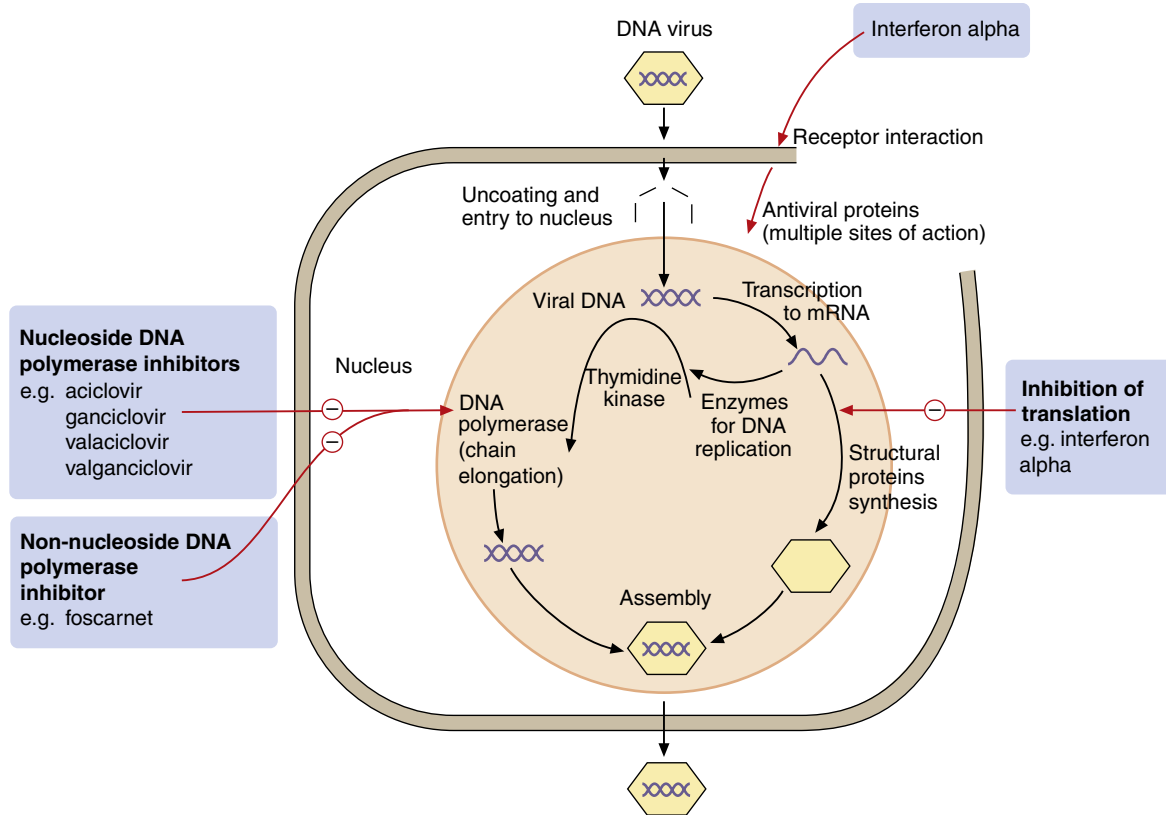 DNA virus
Interferon alpha
Receptor interaction
Uncoating and
entry to nucleus
Antiviral proteins
(multiple sites of action)
Viral DNA
Transcription
to mRNA
Nucleoside DNA
polymerase inhibitors
e.g. aciclovir
ganciclovir
valaciclovir
valganciclovir
Nucleus
Thymidine
kinase
DNA
polymerase
(chain
elongation)
Enzymes
for DNA
replication
Inhibition of
translation
e.g. interferon
alpha
Structural
proteins
synthesis
Non-nucleoside DNA
polymerase
inhibitor
e.g. foscarnet
Assembly